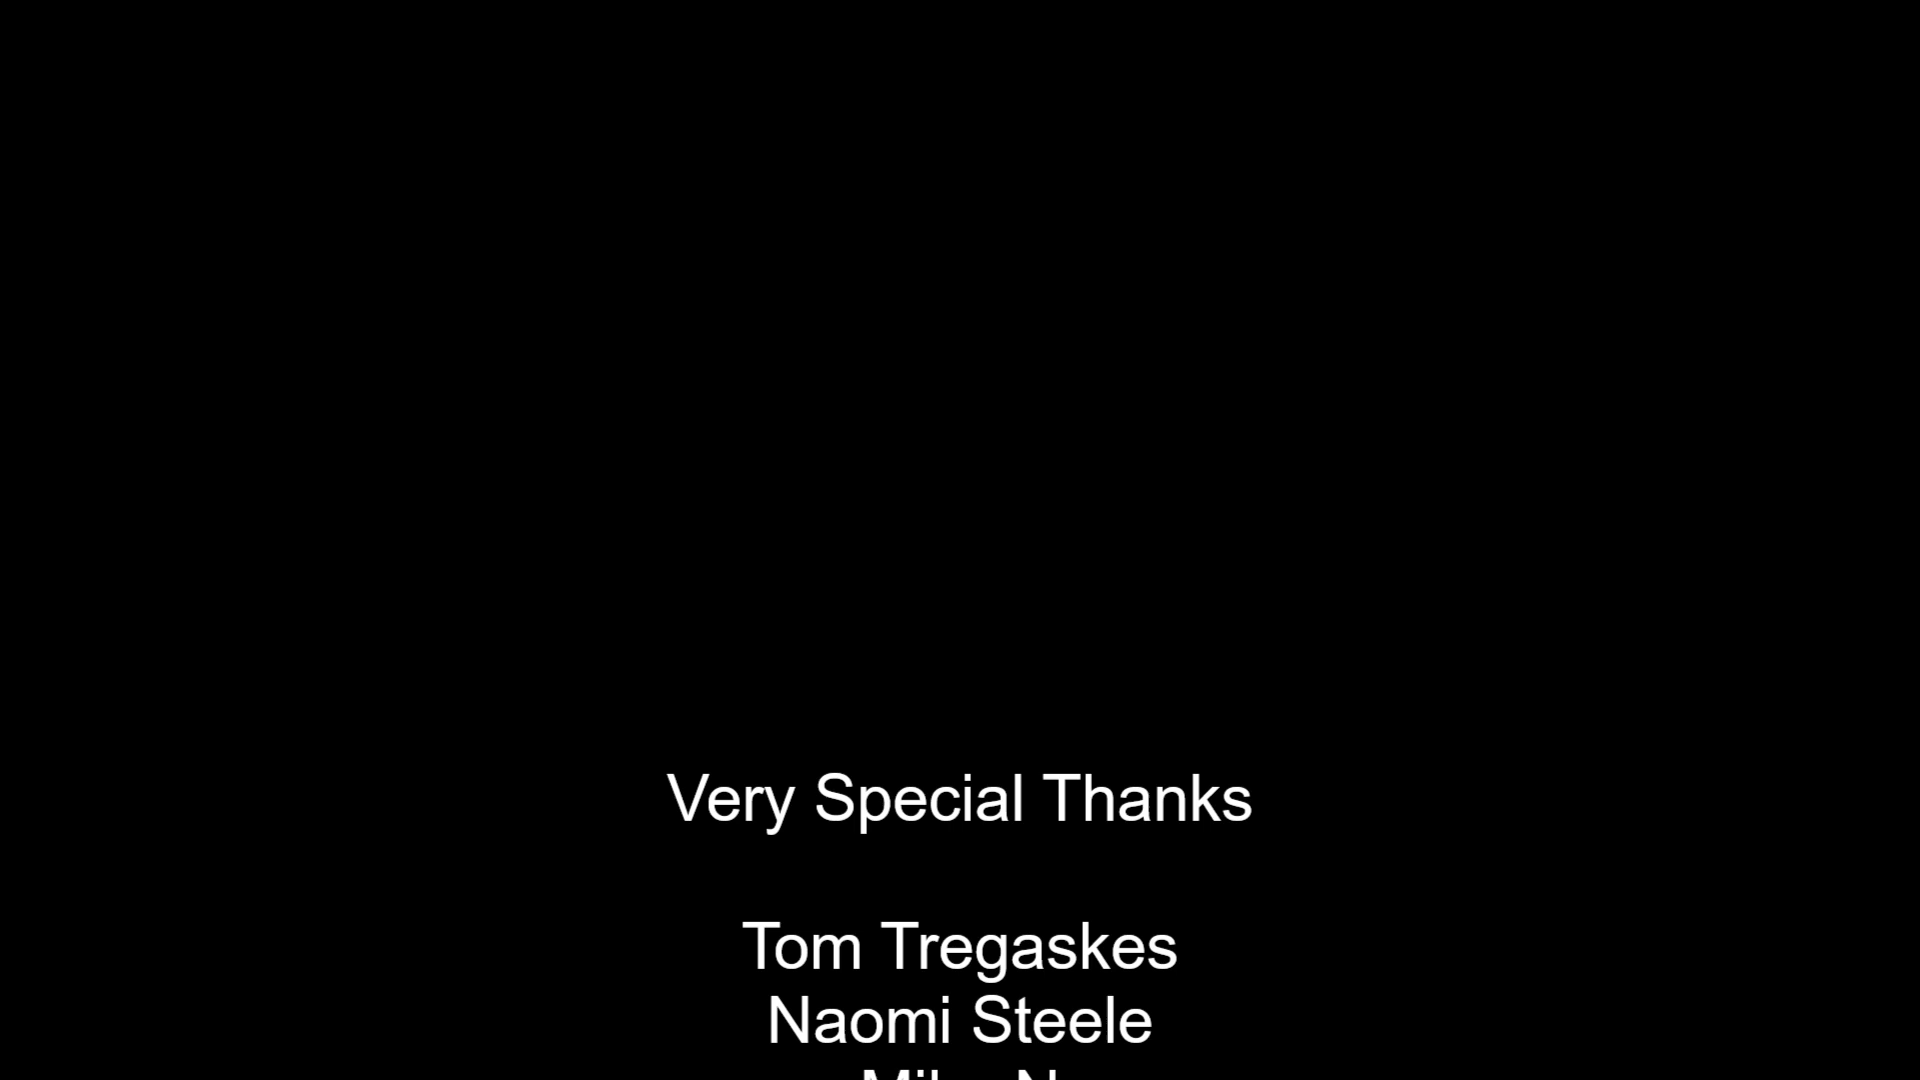 Very Special Thanks
Tom Tregaskes
Naomi Steele